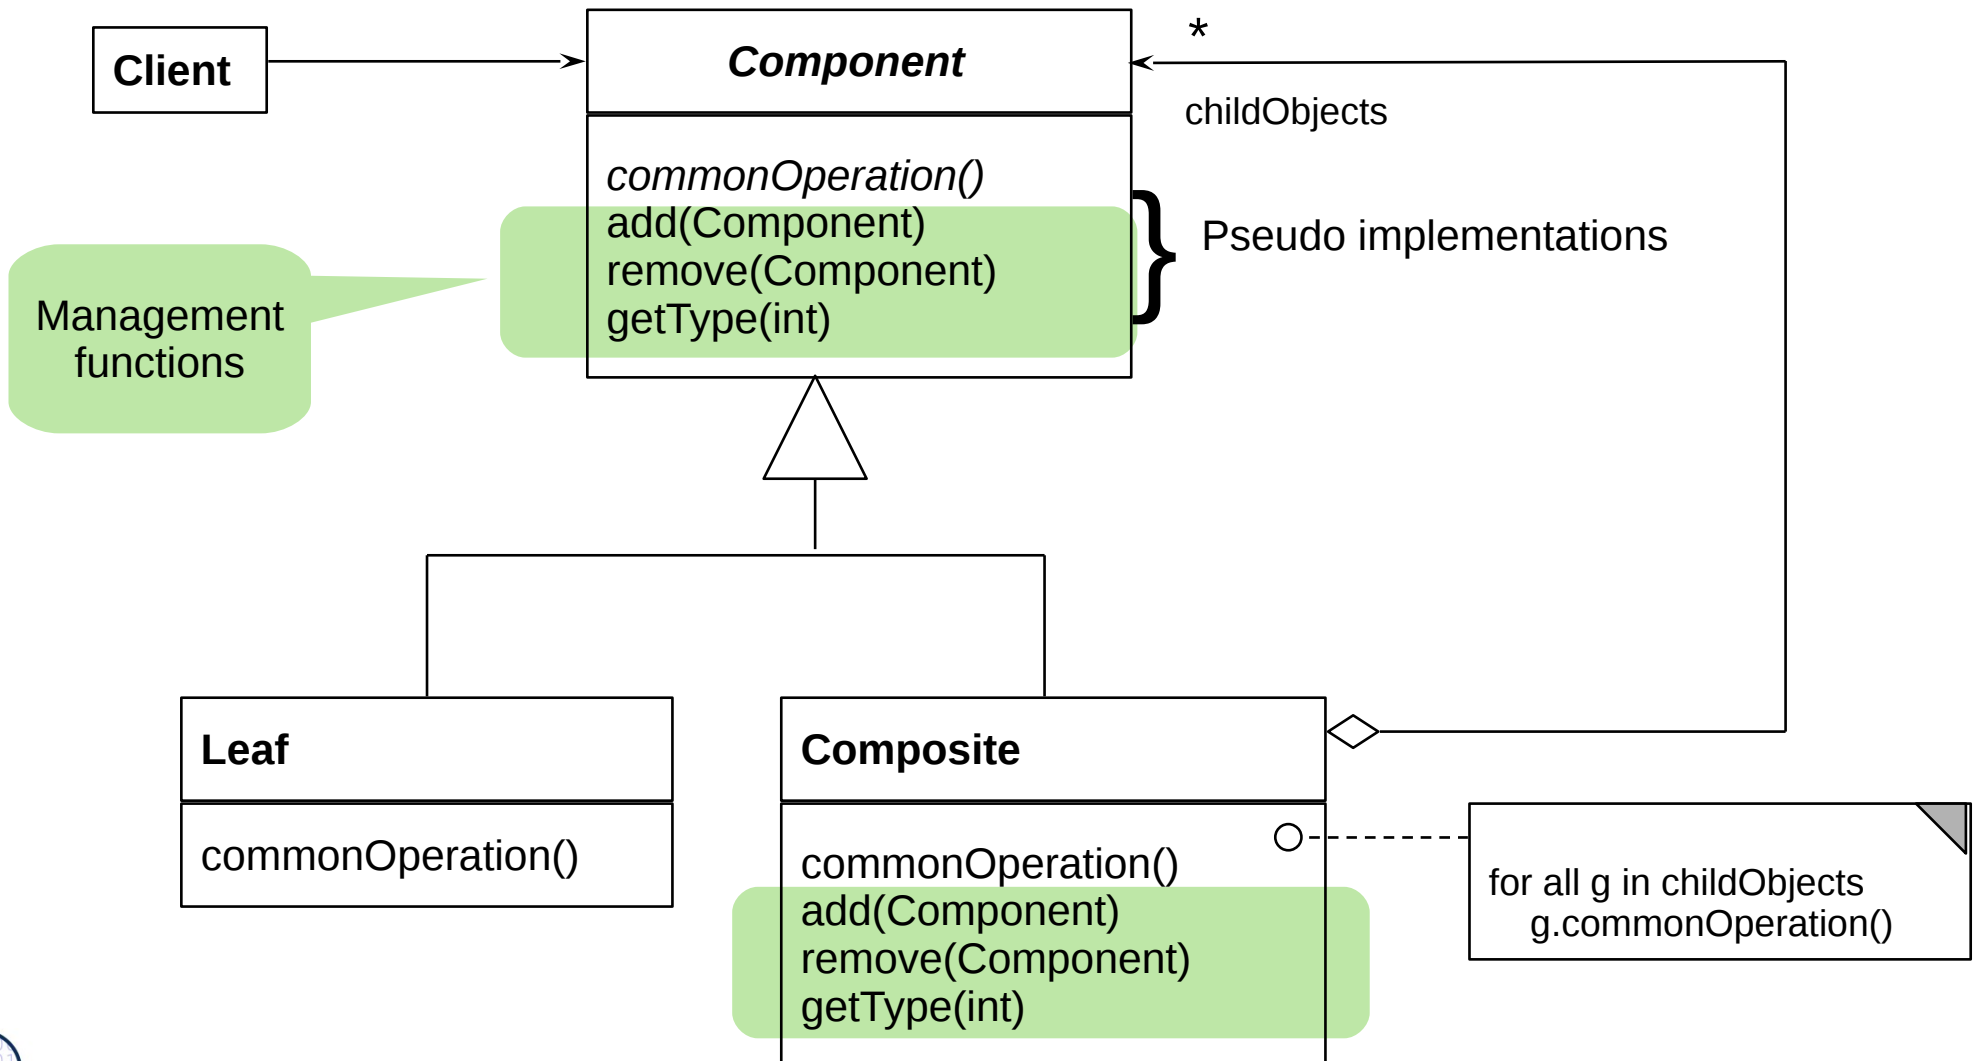 Client
Component
*
childObjects
commonOperation()
add(Component)
remove(Component)
getType(int)
}
Pseudo implementations
Management
functions
Leaf
commonOperation()
Composite
commonOperation()
add(Component)
remove(Component)
getType(int)
for all g in childObjects
g.commonOperation()